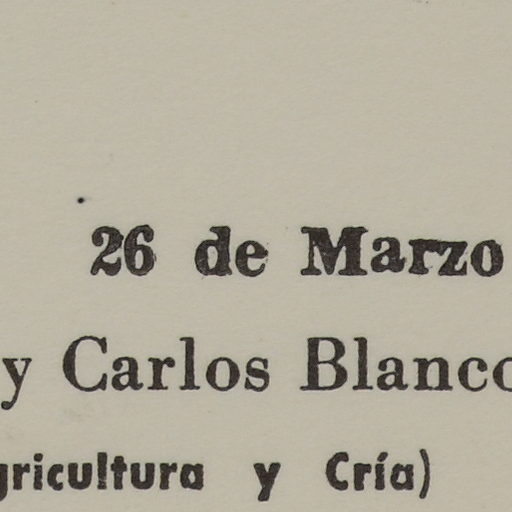 26 de Marzo
y Carlos Blanco
gricultura y Cría)